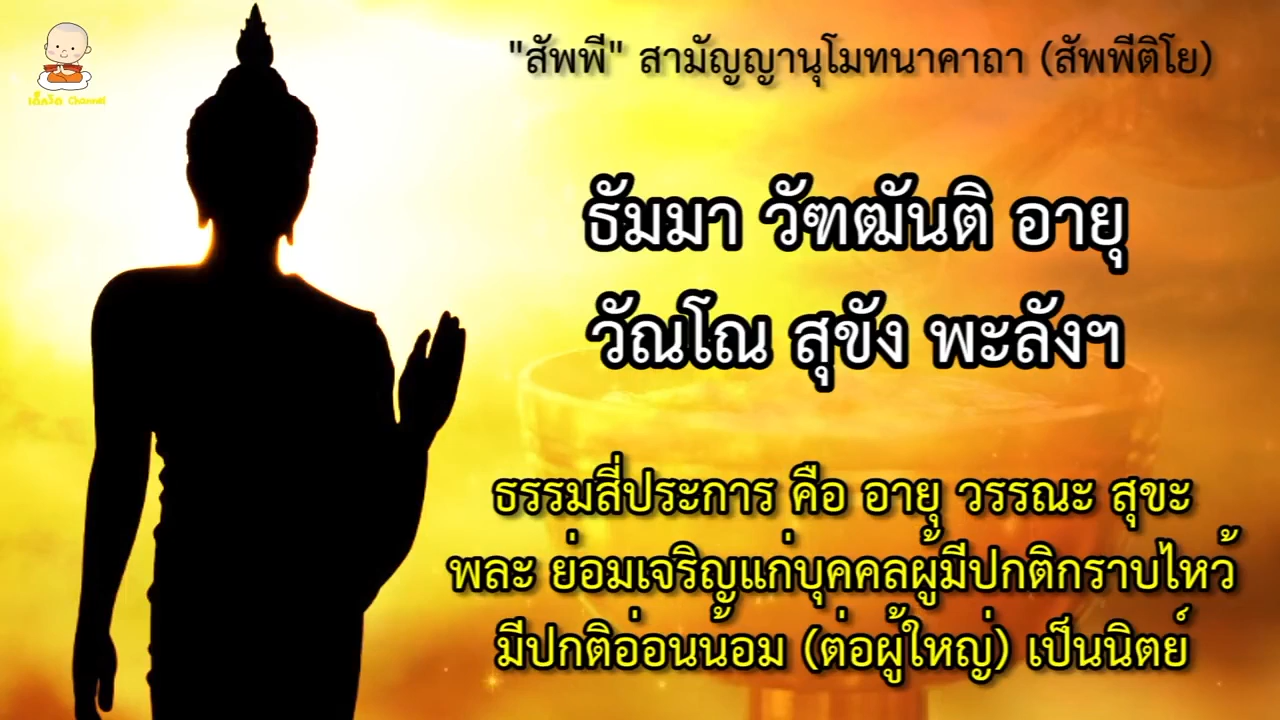 "สัพพี" สามัญญานุโมทนาคาถา (สัพพีติโย)
เด็กวัด Channel
ธัมมา วัฑฒันติ อายุ
วัณโณ สุขัง พะลังฯ
ธรรมสี่ประการ คือ อายุ วรรณะ สุขะ
พละ ย่อมเจริญแก่บุคคลผู้มีปกติกราบไหว้
มีปกติอ่อนน้อม (ต่อผู้ใหญ่) เป็นนิตย์